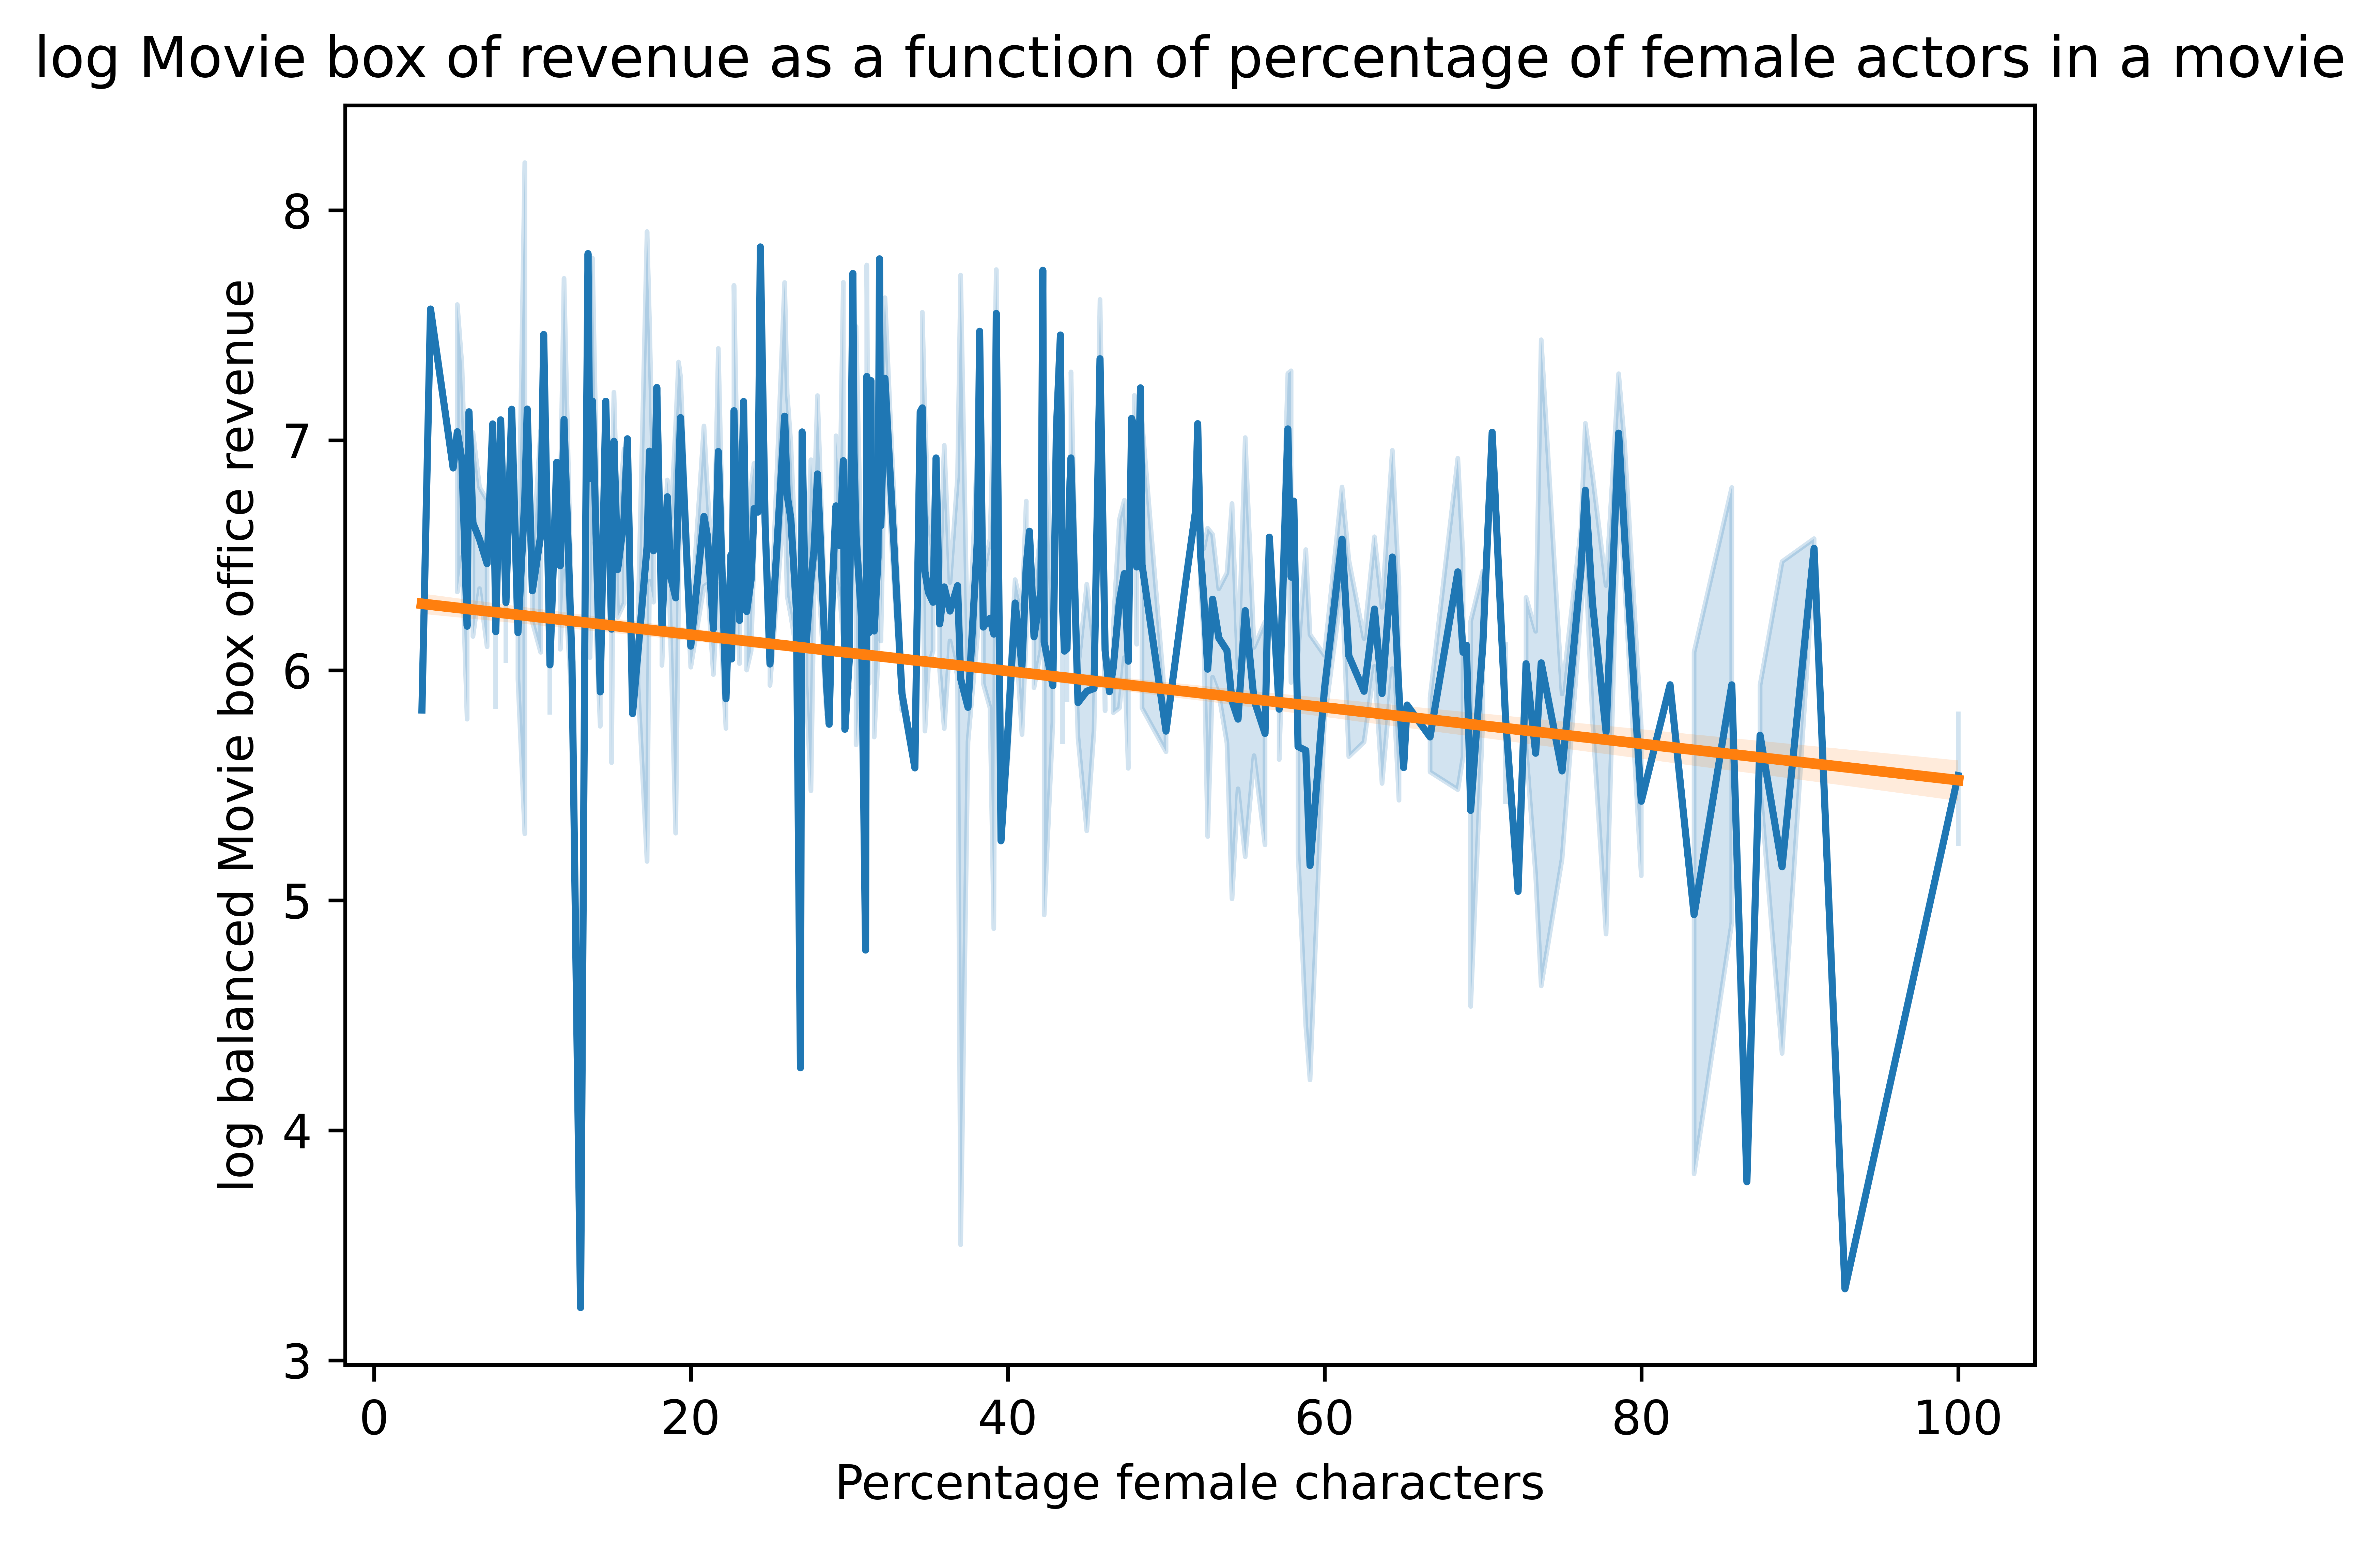 log Movie box of revenue as a function of percentage of female actors in a movie
log balanced Movie box office revenue
8
7
6
5
4
3
0 20 40 60 80 100
Percentage female characters